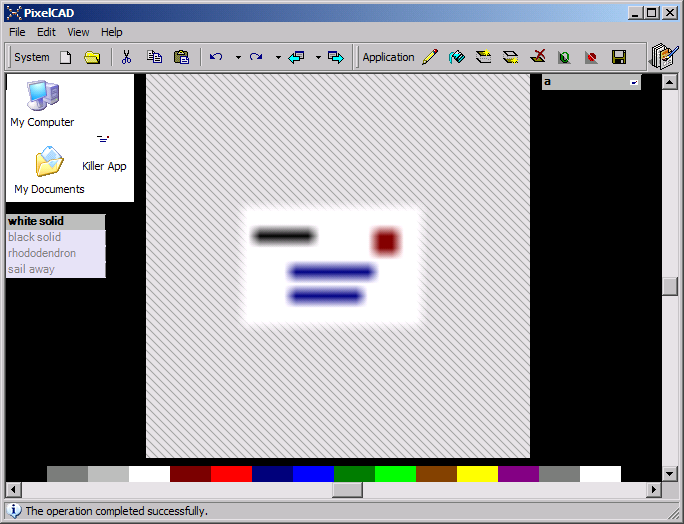 PixelCAD
File Edit View Help
System Application
My Computer
Killer App
My Documents
white solid
black solid
rhododendron
sail away
a
The operation completed successfully.